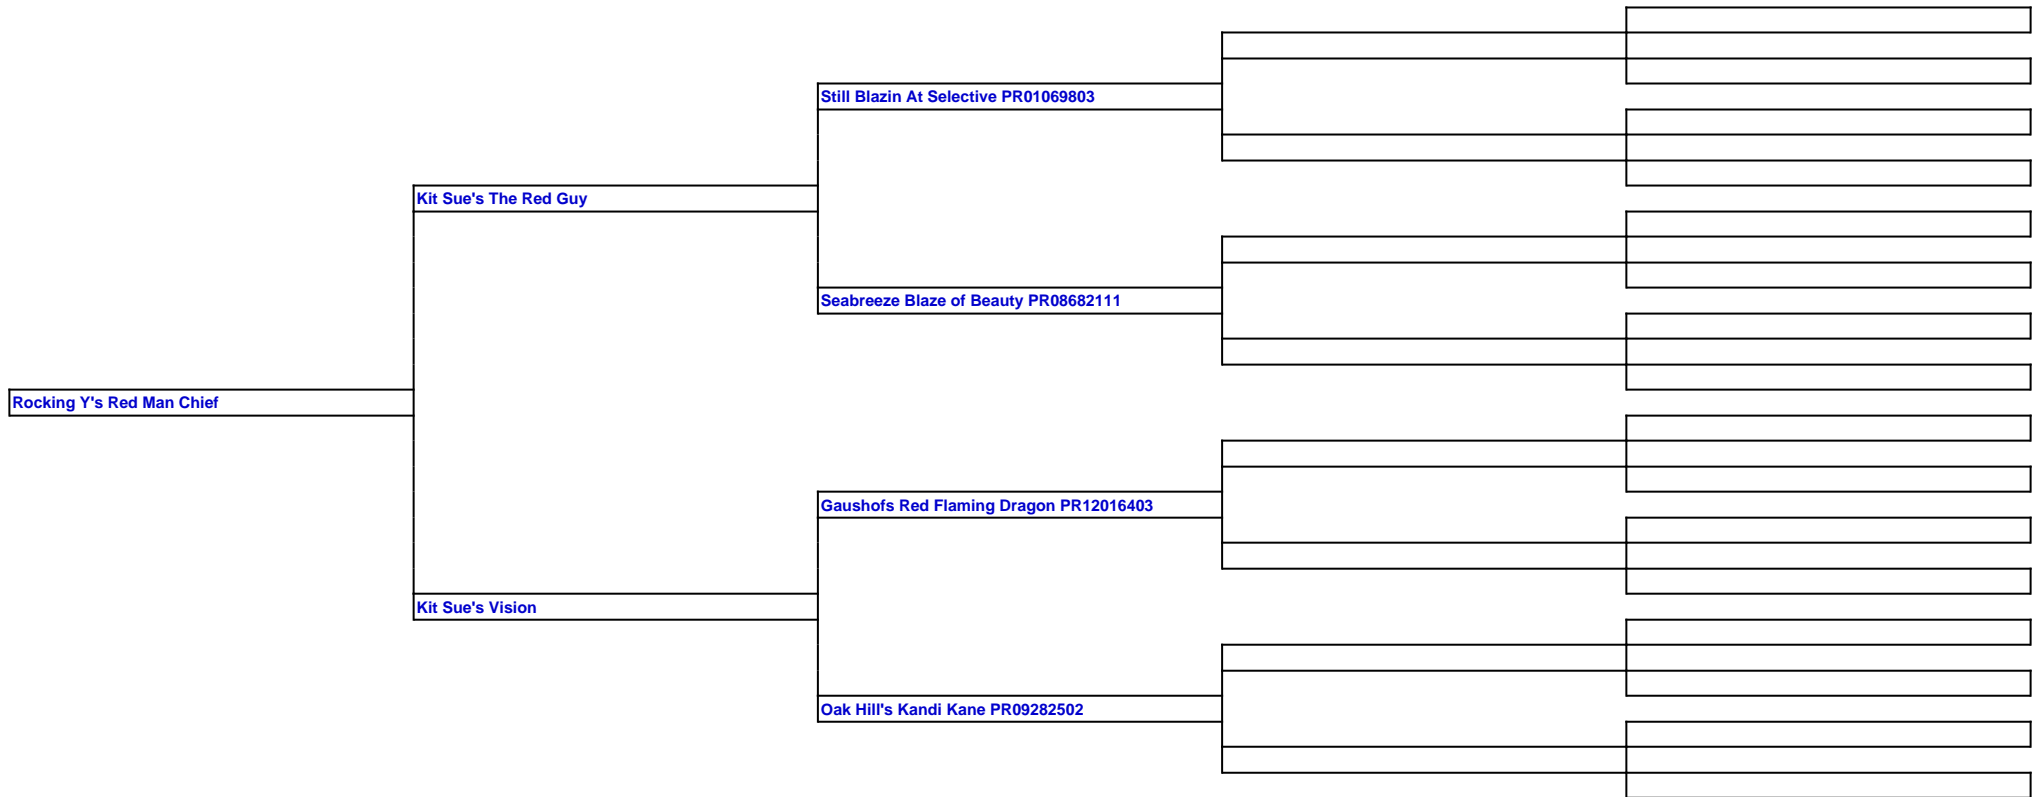 Still Blazin At Selective PR01069803
Kit Sue's The Red Guy
Seabreeze Blaze of Beauty PR08682111
Rocking Y's Red Man Chief
Gaushofs Red Flaming Dragon PR12016403
Kit Sue's Vision
Oak Hill's Kandi Kane PR09282502